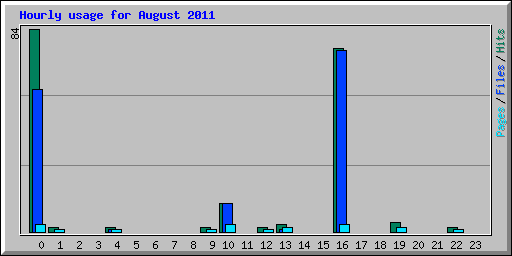 Hourly usage for August 2011
84
Pages/Files/Hits
0 1 2 3 4 5 6 7 8 9 10 11 12 13 14 15 16 17 18 19 20 21 22 23